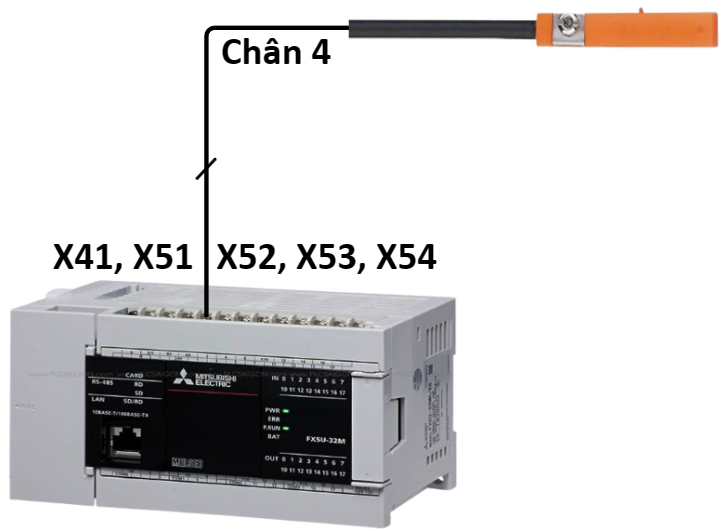 Chân 4
X41, X51 X52, X53, X54
CARD
RS-485 RD
SD
LAN SD/RD
10BASE-T/100BASE-TX
MITSUBISHI
ELECTRIC
IN 0 1 2 3 4 5 6 7
10 11 12 13 14 15 16 17
PWR
ERR
P.RUN
BAT
FX5U-32M
OUT 0 1 2 3 4 5 6 7
10 11 12 13 14 15 16 17